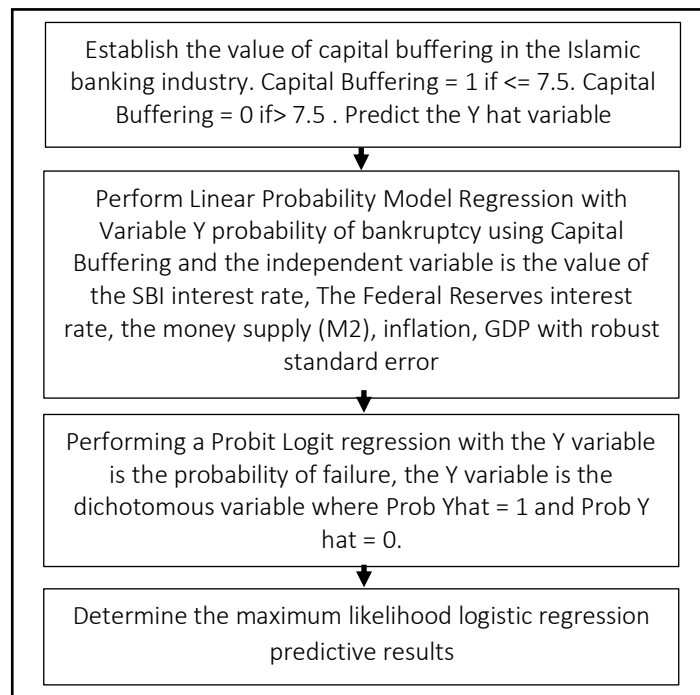 Establish the value of capital buffering in the Islamic
banking industry. Capital Buffering = 1 if <= 7.5. Capital
Buffering = 0 if> 7.5 . Predict the Y hat variable
Perform Linear Probability Model Regression with
Variable Y probability of bankruptcy using Capital
Buffering and the independent variable is the value of
the SBI interest rate, The Federal Reserves interest
rate, the money supply (M2), inflation, GDP with robust
standard error
Performing a Probit Logit regression with the Y variable
is the probability of failure, the Y variable is the
dichotomous variable where Prob Yhat = 1 and Prob Y
hat = 0.
Determine the maximum likelihood logistic regression
predictive results